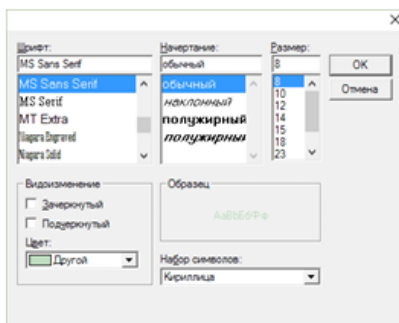 Шрифт:
MS Sans Serif
MS Sans Serif
MS Serif
MT Extra
Niagara Engraved
Niagara Solid
Начертание:
обычный
обычный
наклонный
полужирный
полужирный
Размер:
8
8
10
12
14
15
18
23
OK
Отмена
Видоизменение
Зачеркнутый
Подчеркнутый
Цвет:
Другой
Образец
АаBbБбФф
Набор символов:
Кириллица